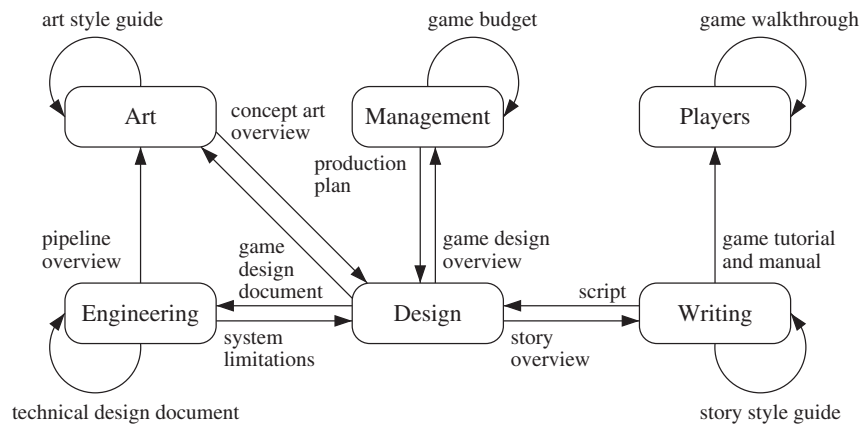 art style guide
game budget
game walkthrough
Art
concept art
overview
Management
Players
production
plan
pipeline
overview
game
design
document
game design
overview
game tutorial
and manual
script
Engineering
Design
Writing
system
limitations
story
overview
technical design document
story style guide